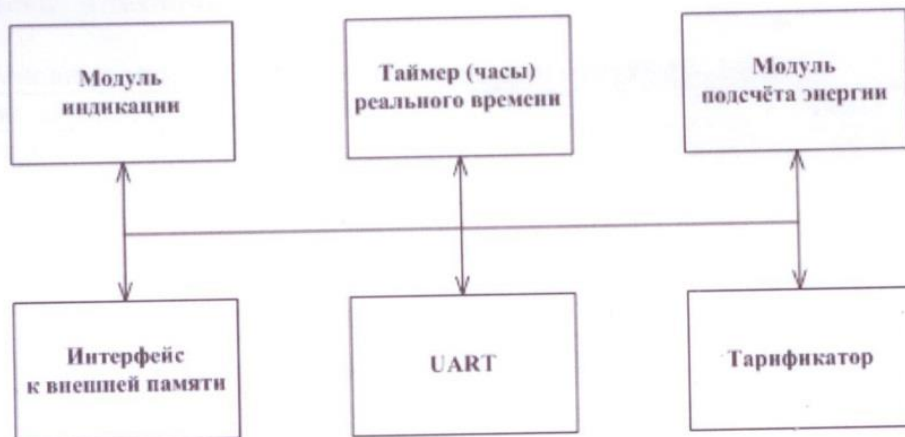 Модуль
индикации
Таймер (часы)
реального времени
Модуль
подсчёта энергии
Интерфейс
к внешней памяти
UART
Тарификатор